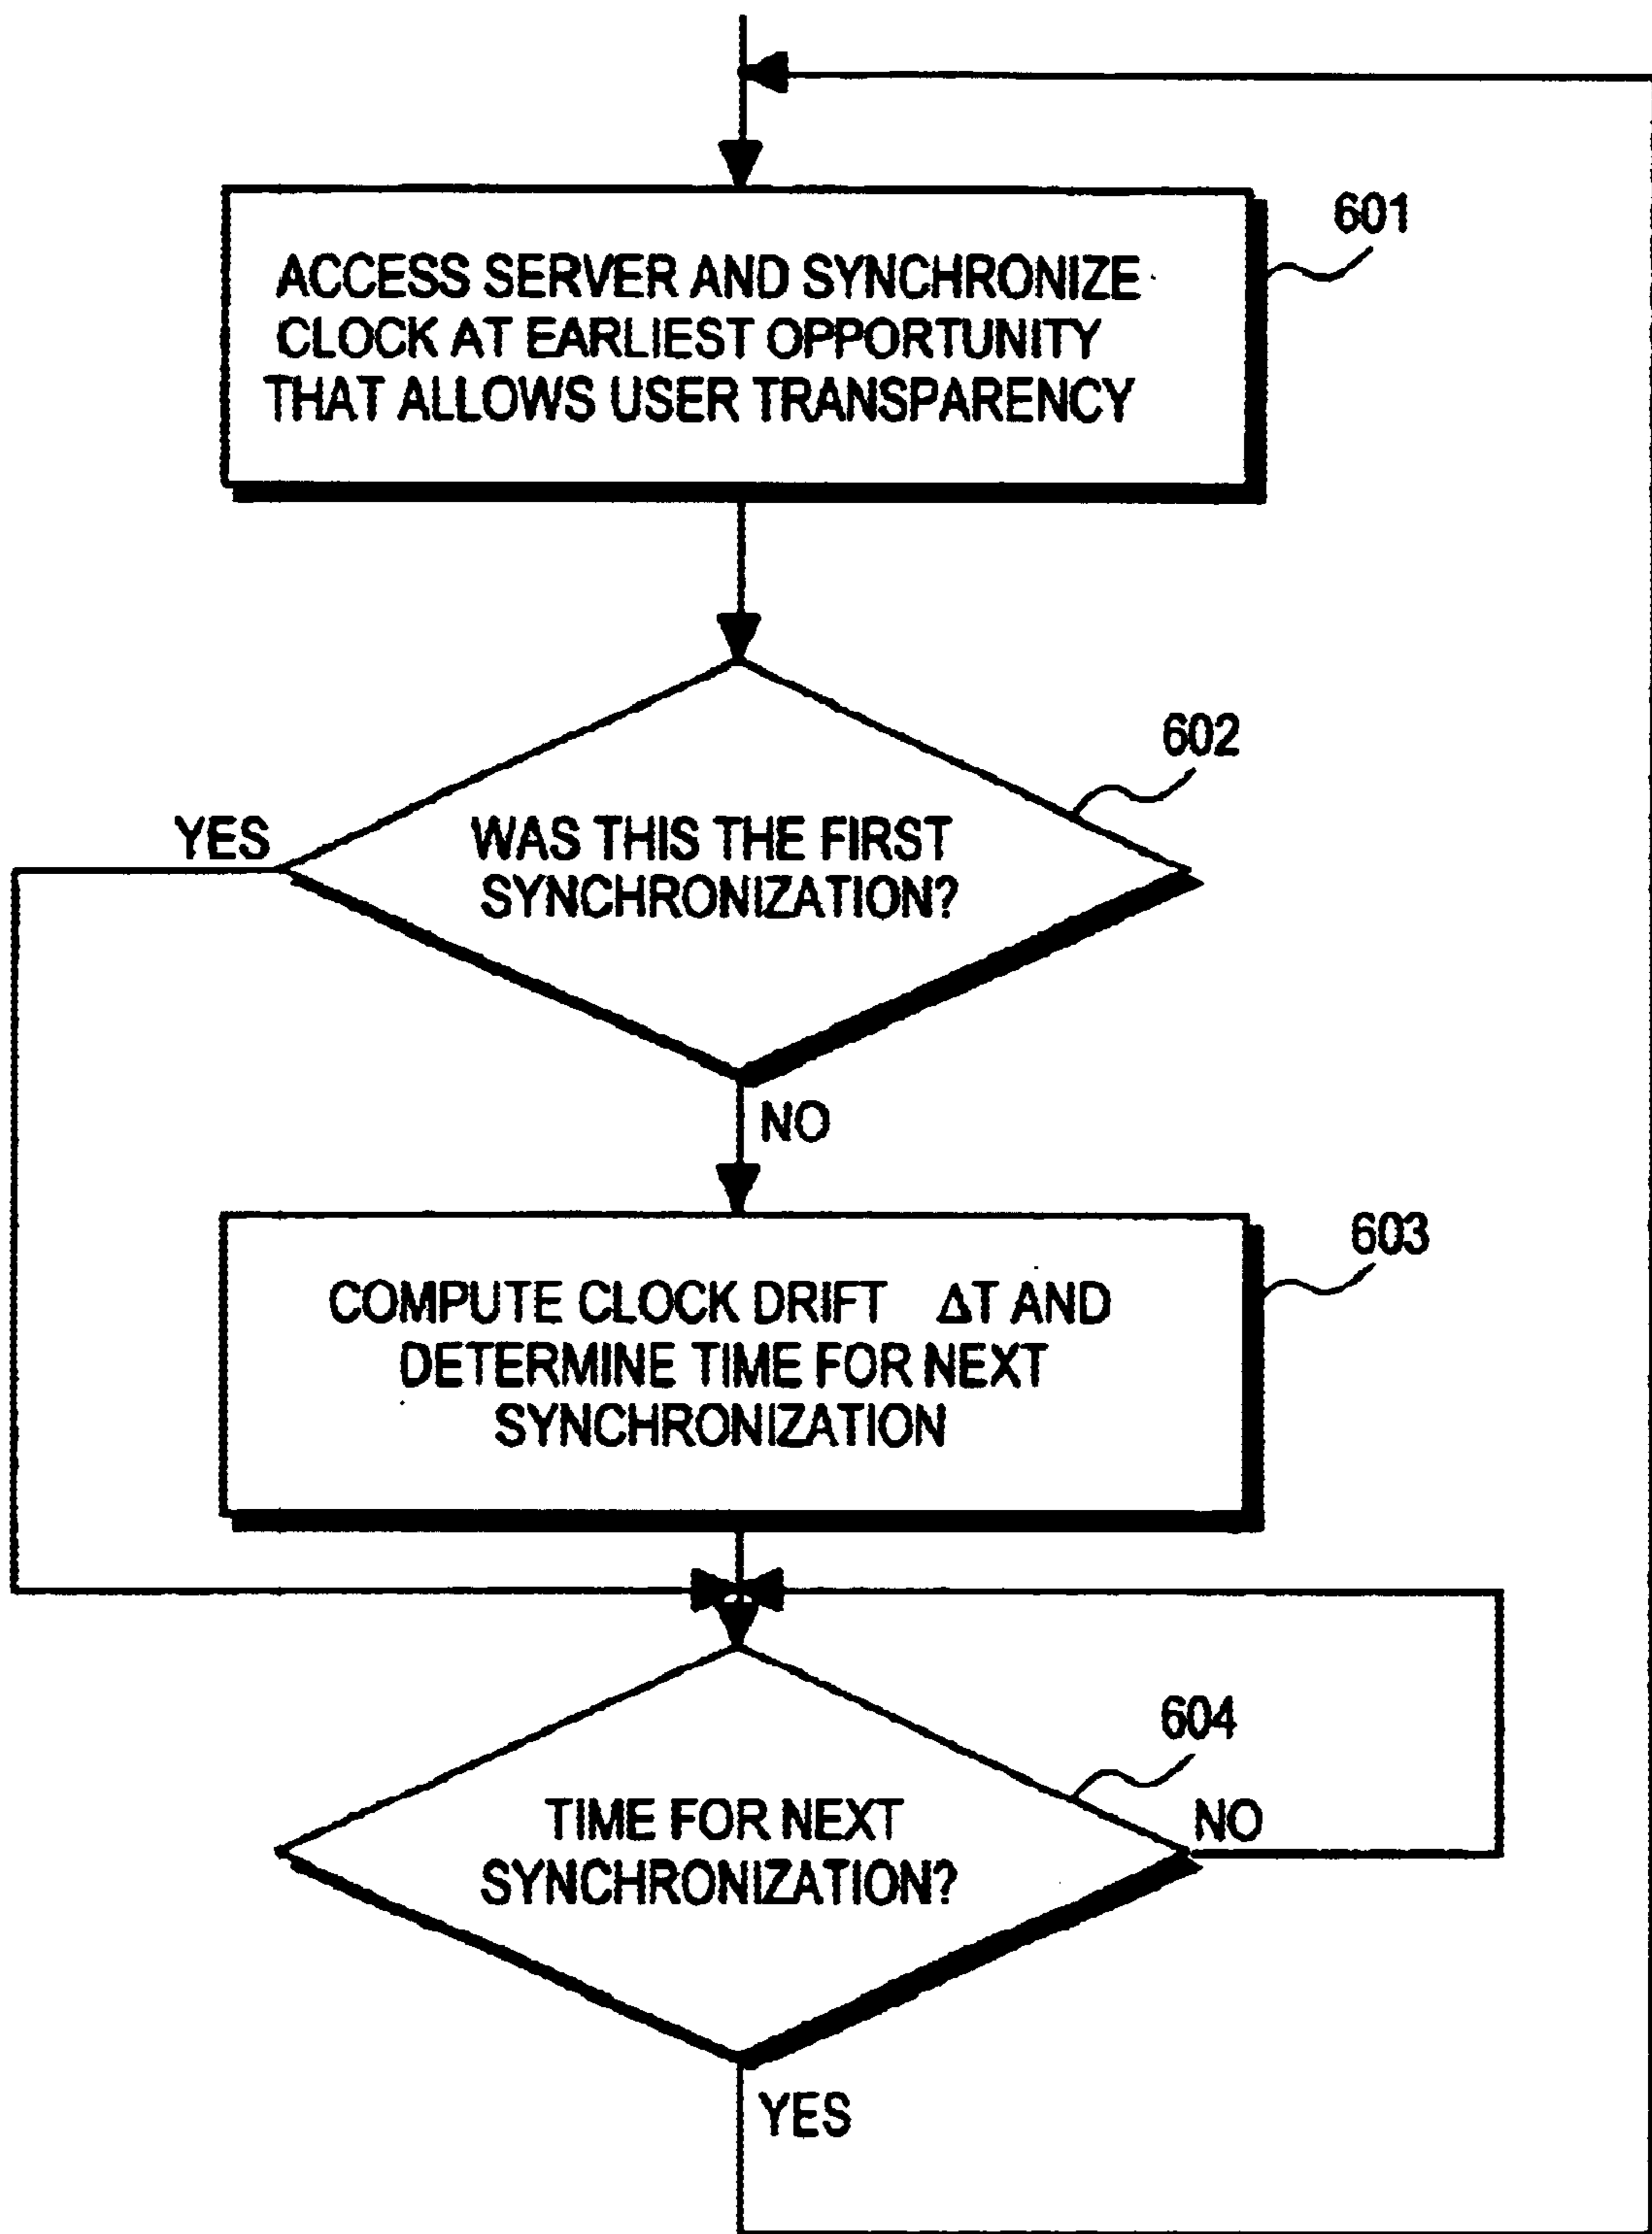 ACCESS SERVER AND SYNCHRONIZE
CLOCK AT EARLIEST OPPORTUNITY
THAT ALLOWS USER TRANSPARENCY
601
602
YES
WAS THIS THE FIRST
SYNCHRONIZATION?
NO
603
COMPUTE CLOCK DRIFT ΔT AND
DETERMINE TIME FOR NEXT
SYNCHRONIZATION
604
TIME FOR NEXT
SYNCHRONIZATION?
NO
YES